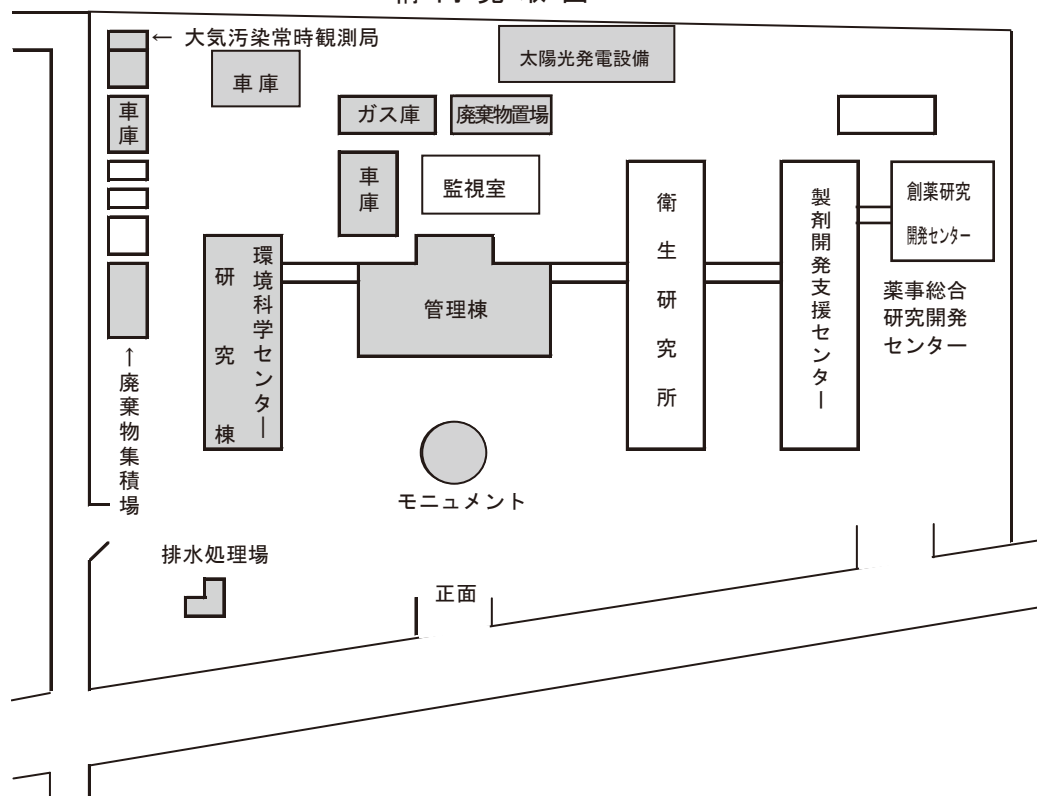 ← 大気汚染常時観測局
太陽光発電設備
車庫
ガス庫
廃棄物置場
車庫
車庫
監視室
衛生研究所
製剤開発支援センター
創薬研究
開発センター
環境科学センター
研究棟
管理棟
薬事総合
研究開発
センター
↑廃棄物集積場
モニュメント
排水処理場
正面